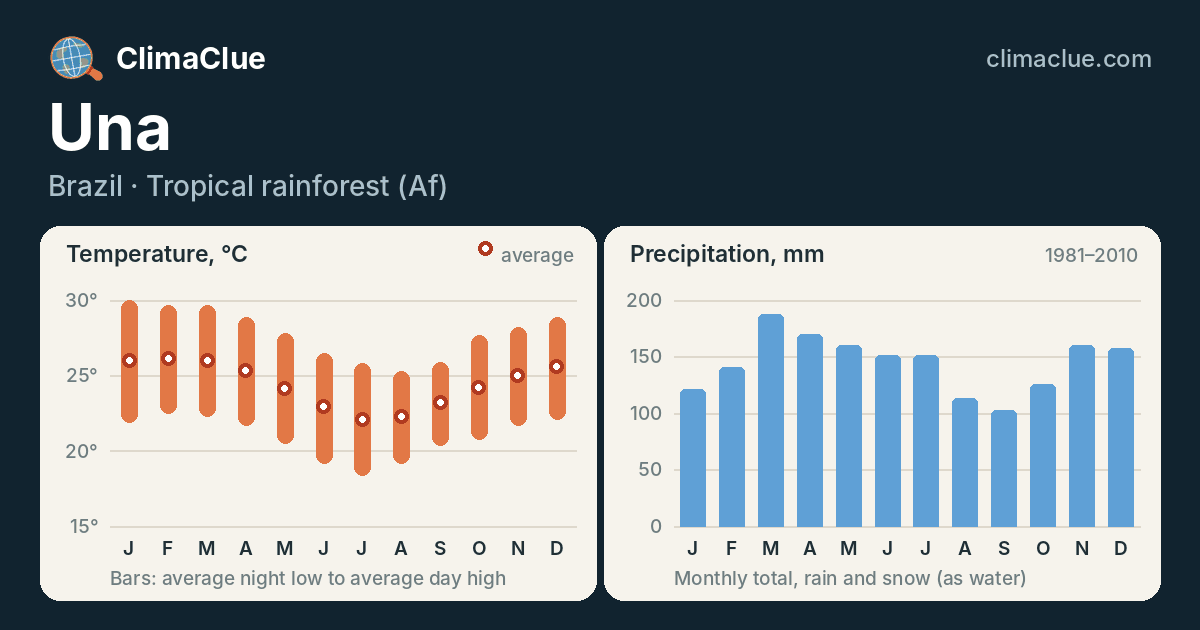 ClimaClue
climaclue.com
Una
Brazil · Tropical rainforest (Af)
Temperature, °C
average
30°
25°
20°
15°
J F M A M J J A S O N D
Bars: average night low to average day high
Precipitation, mm
1981–2010
200
150
100
50
0
J F M A M J J A S O N D
Monthly total, rain and snow (as water)